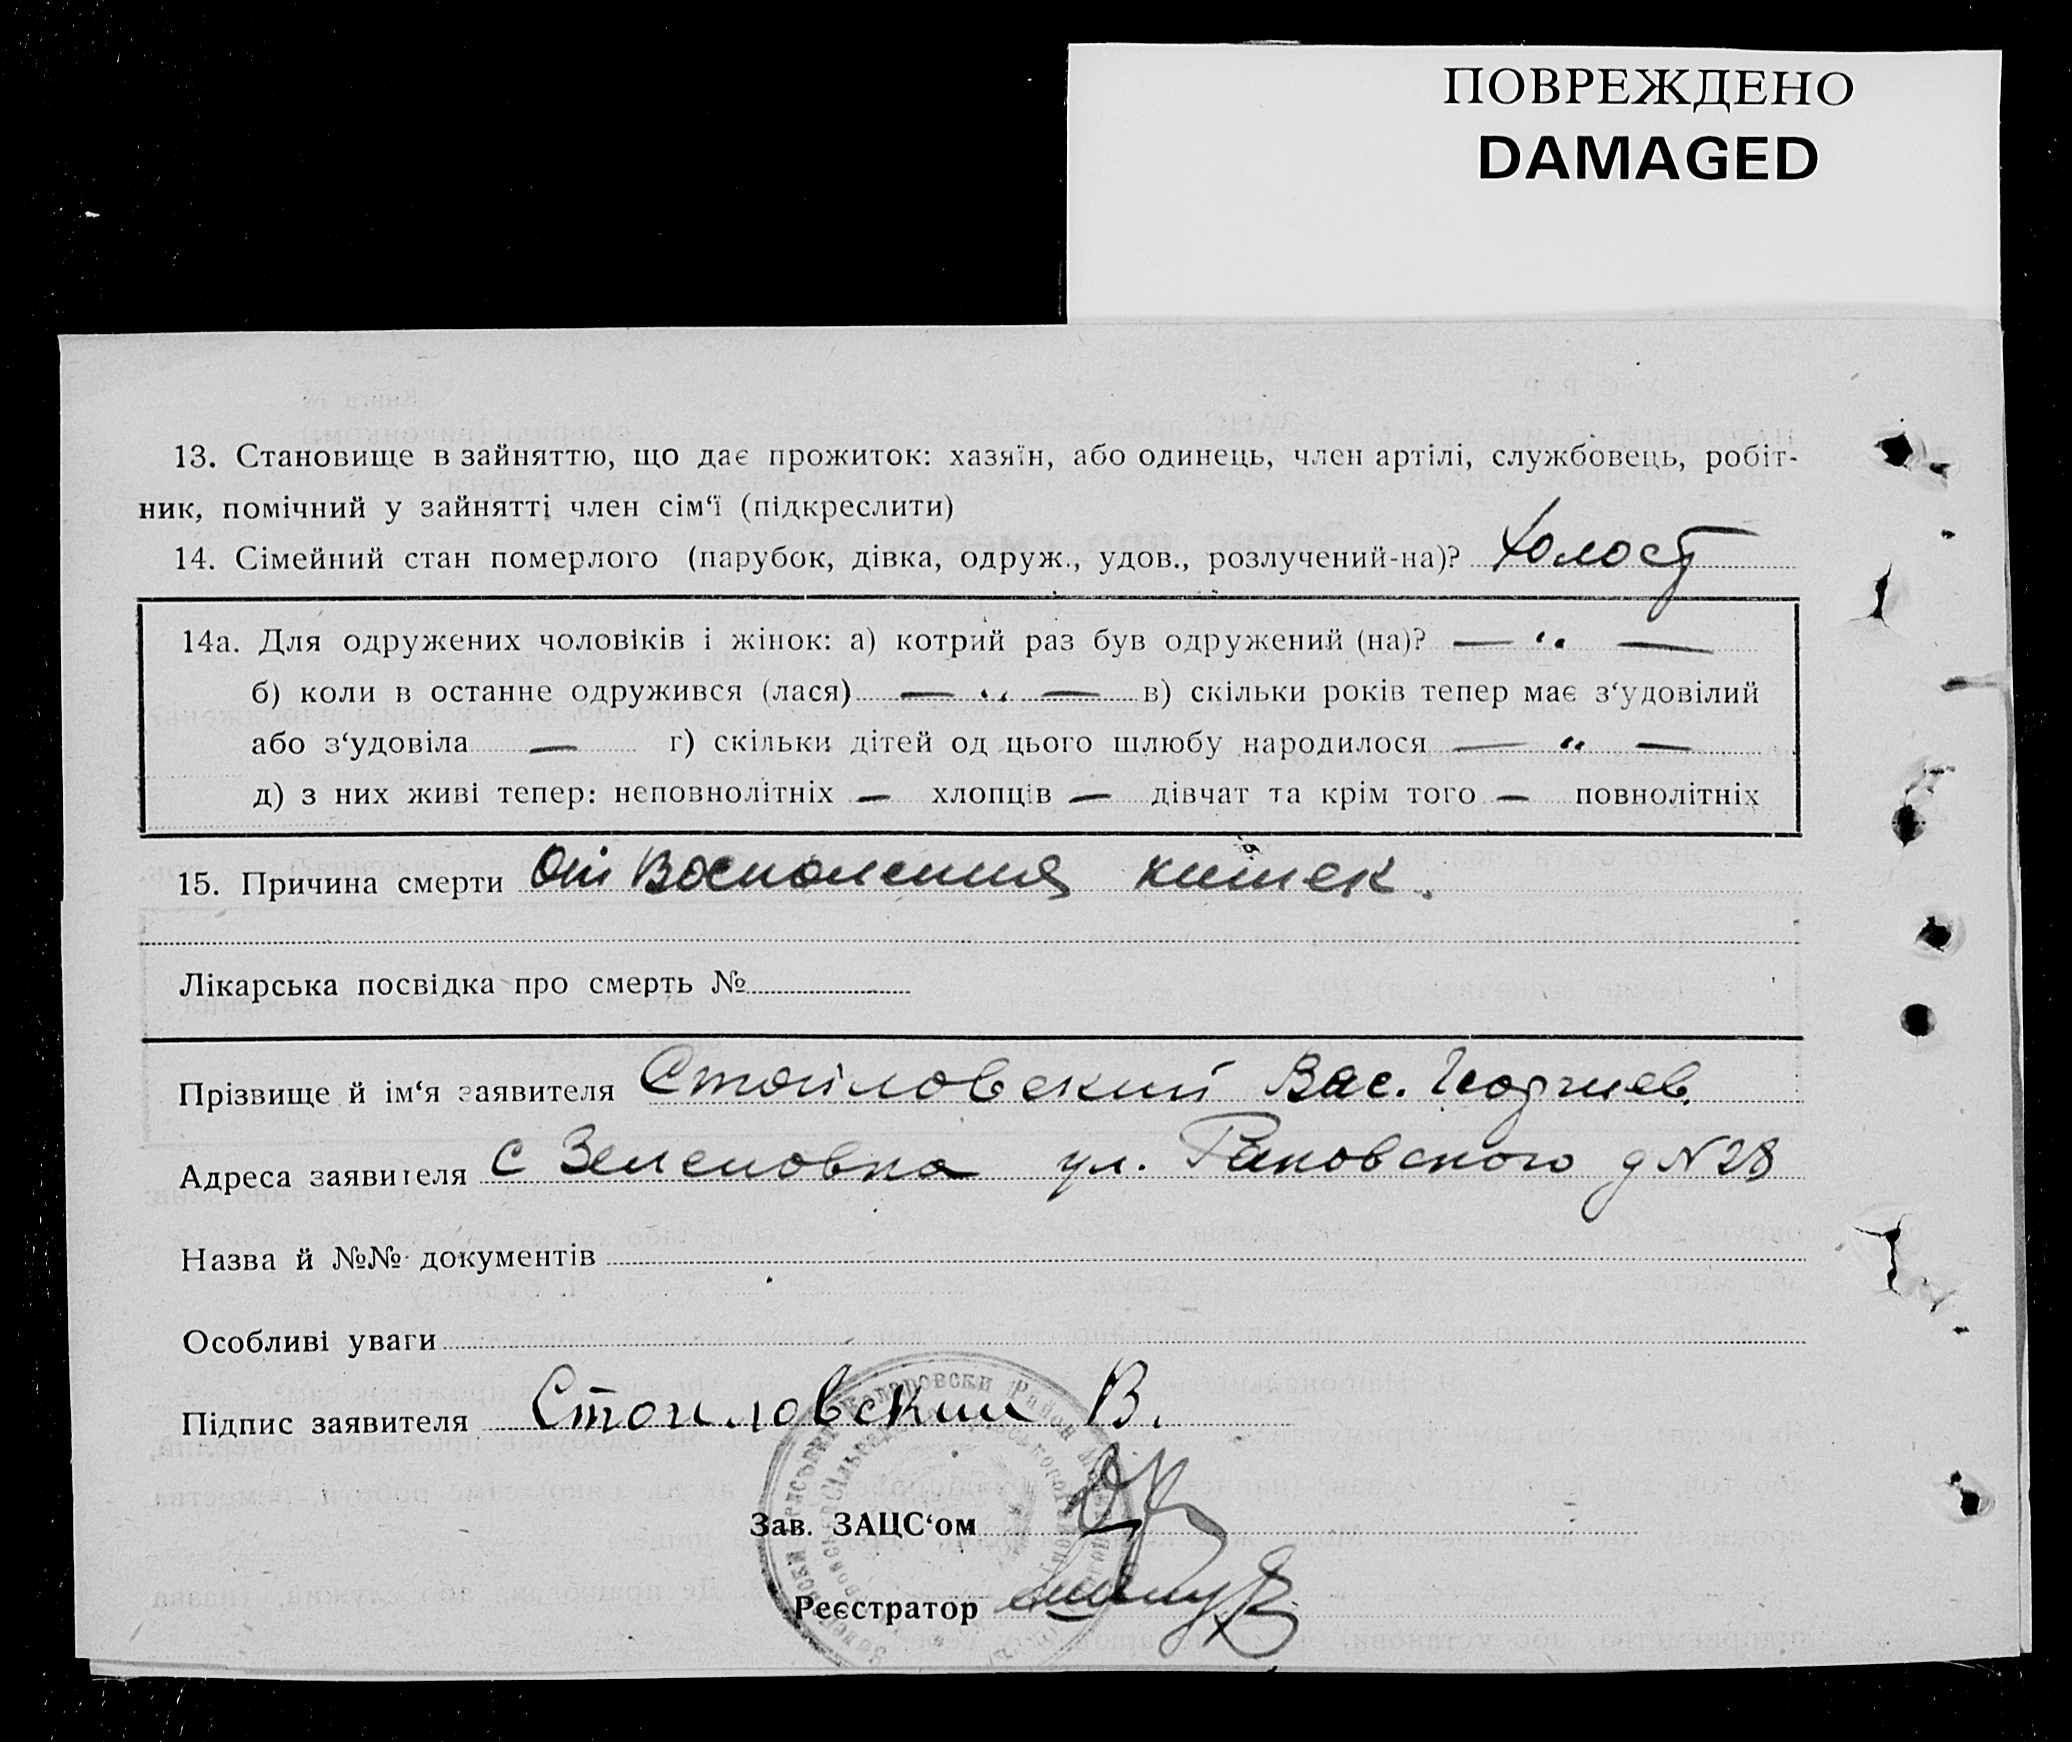 ПОВРЕЖДЕНО
DAMAGED
13. Становище в зайняттю, що дає прожиток: хазяїн, або одинець, член артілі, службовець, робіт-
ник, помічний у зайнятті член сім‘ї (підкреслити)
14. Сімейний стан померлого (парубок, дівка, одруж., удов., розлучений-на)? Холост
14а. Для одружених чоловіків і жінок: а) котрий раз був одружений (на)? — „ —
б) коли в останне одружився (лася) — „ — в) скільки років тепер має з‘удовілий
або з‘удовіла — г) скільки дітей од цього шлюбу народилося — „ —
д) з них живі тепер: неповнолітніх — хлопців — дівчат та крім того — повнолітніх
15. Причина смерти От Воспаления кишек.
Лікарська посвідка про смерть №
Прізвище й ім‘я заявителя Стойловский Вас. Георгиев.
Адреса заявителя с Зеленовка ул. Раковского д N 28
Назва й №№ документів
Особливі уваги
Підпис заявителя Стоиловскии В.
Зав. ЗАЦС‘ом
Реєстратор